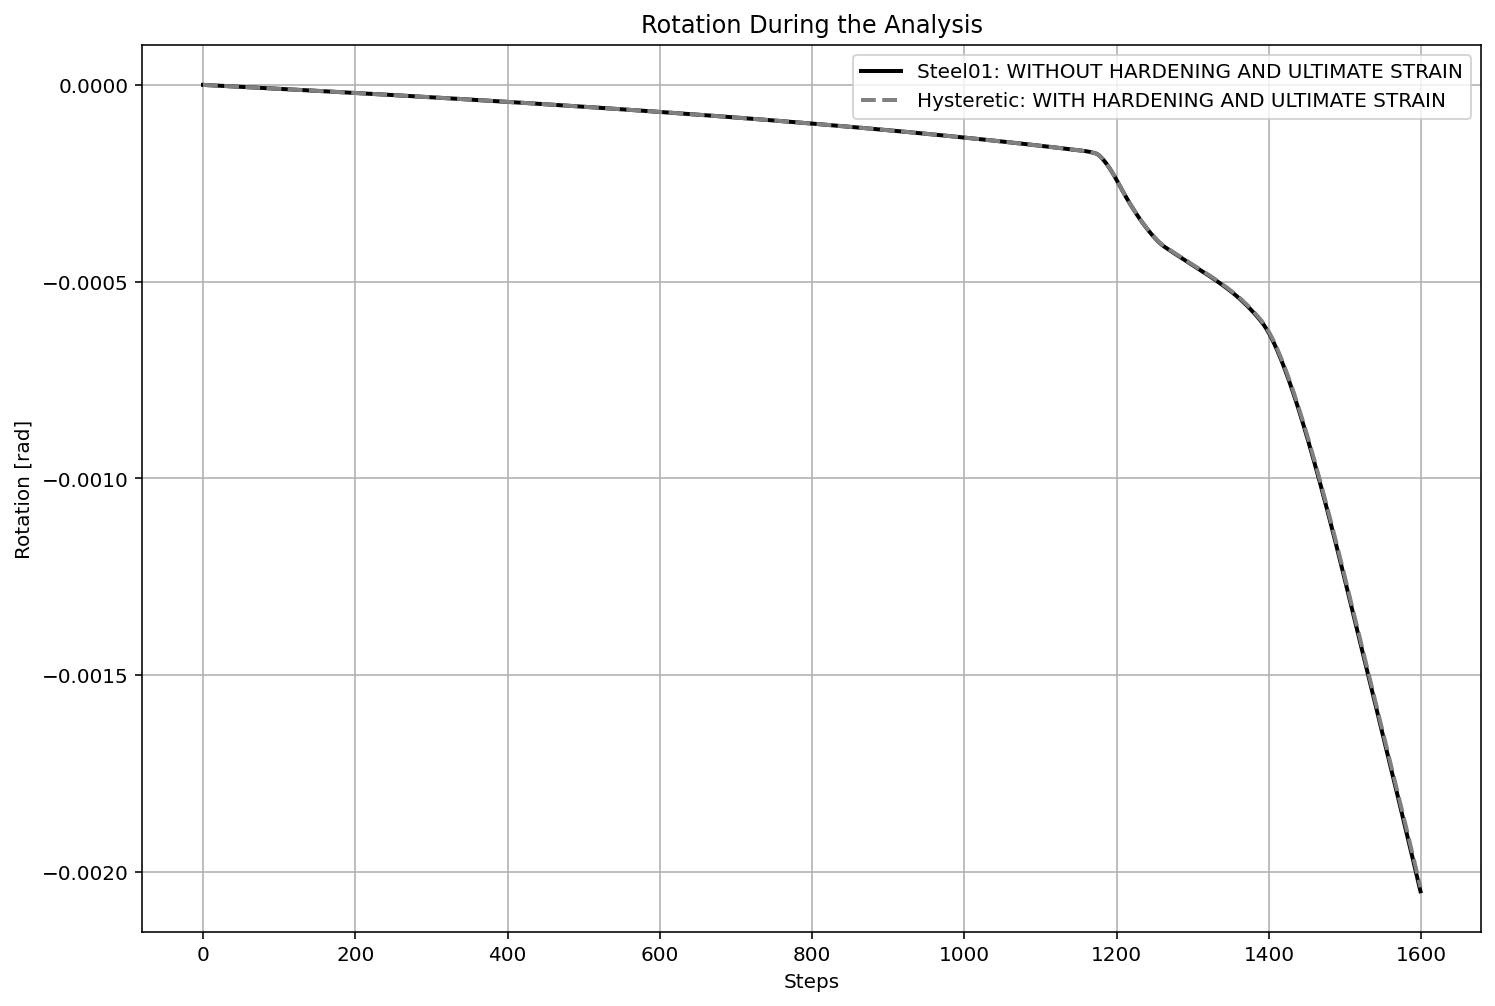 Rotation During the Analysis
Steel01: WITHOUT HARDENING AND ULTIMATE STRAIN
Hysteretic: WITH HARDENING AND ULTIMATE STRAIN
Rotation [rad]
0.0000
−0.0005
−0.0010
−0.0015
−0.0020
0 200 400 600 800 1000 1200 1400 1600
Steps